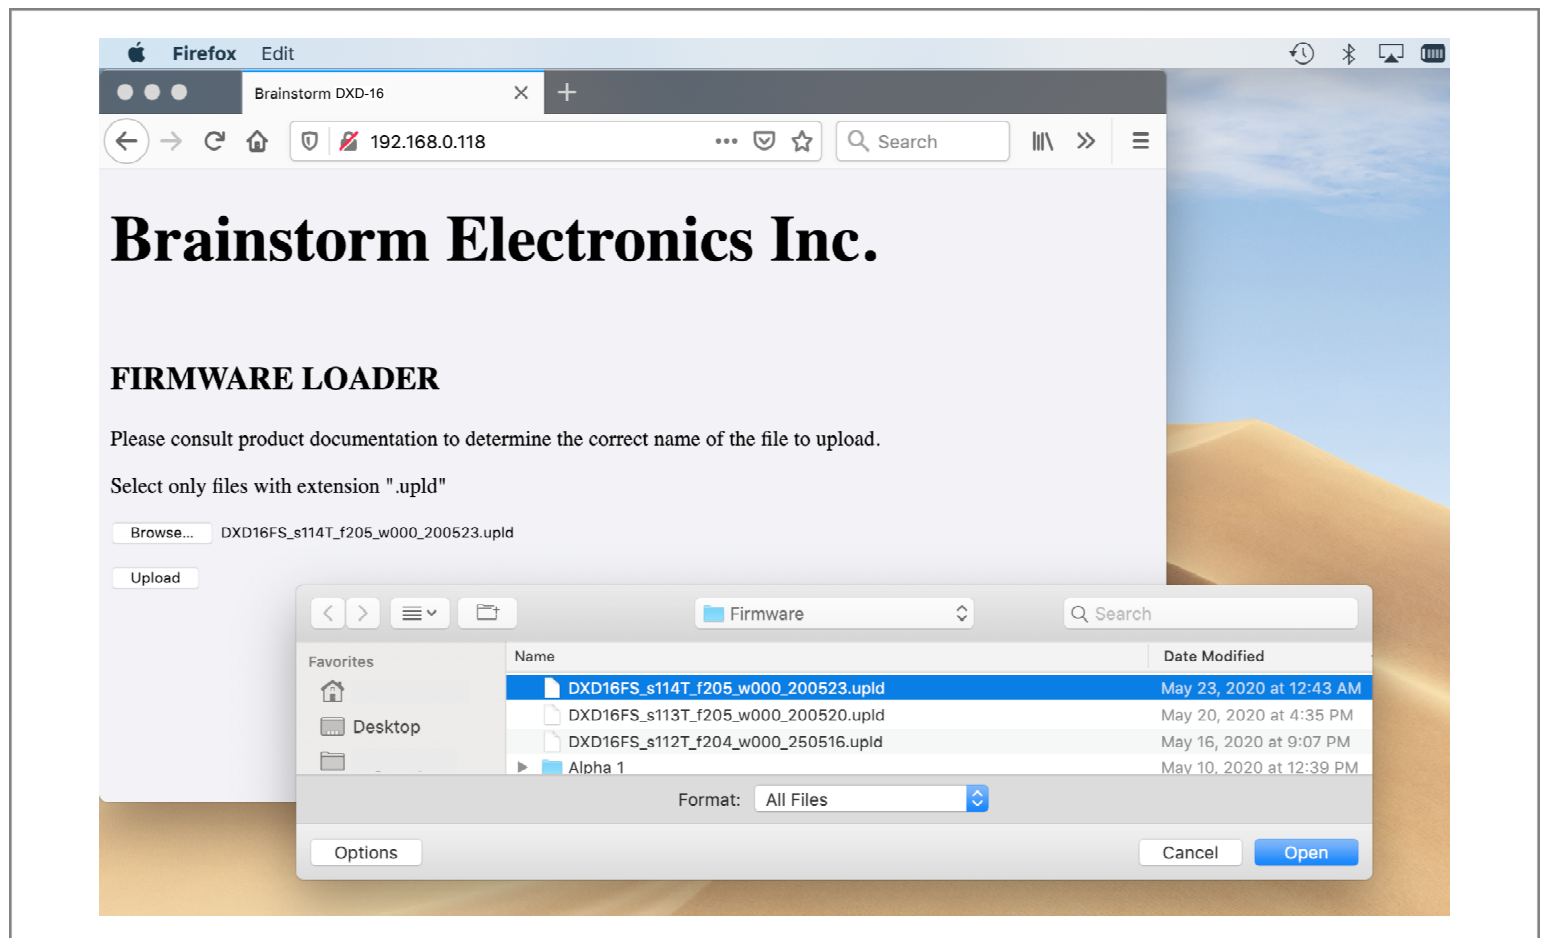 Firefox Edit
Brainstorm DXD-16
192.168.0.118
Search
Brainstorm Electronics Inc.
FIRMWARE LOADER
Please consult product documentation to determine the correct name of the file to upload.
Select only files with extension ".upld"
Browse... DXD16FS_s114T_f205_w000_200523.upld
Upload
Firmware
Search
Favorites
Name Date Modified
DXD16FS_s114T_f205_w000_200523.upld May 23, 2020 at 12:43 AM
DXD16FS_s113T_f205_w000_200520.upld May 20, 2020 at 4:35 PM
Desktop
DXD16FS_s112T_f204_w000_250516.upld May 16, 2020 at 9:07 PM
Alpha 1 May 10, 2020 at 12:39 PM
Format: All Files
Options
Cancel
Open